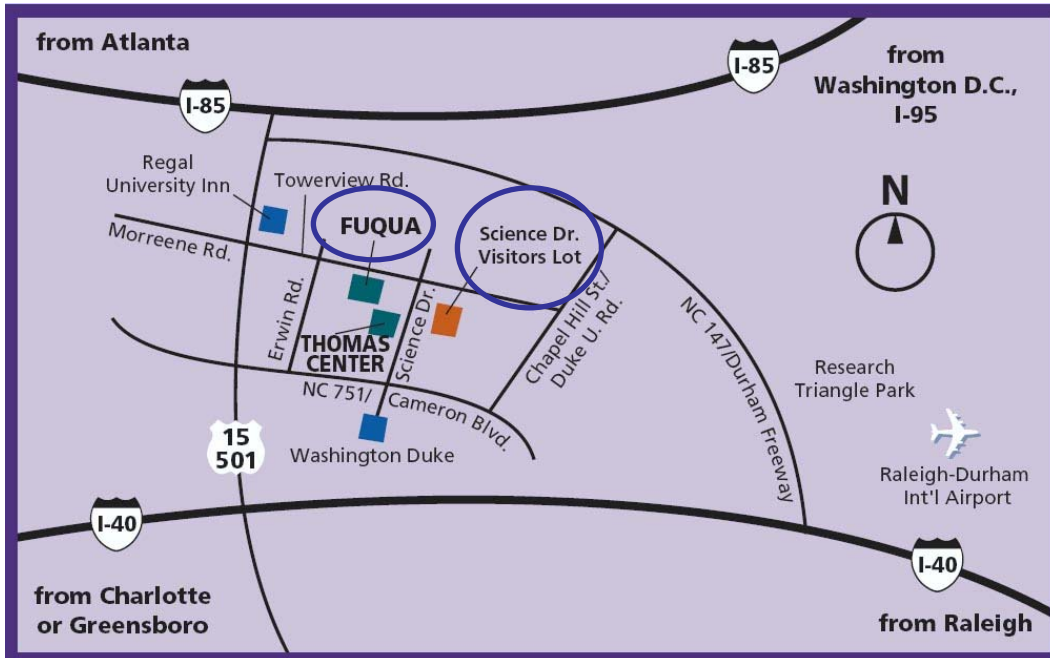 from Atlanta
I-85
I-85
from
Washington D.C.,
I-95
Regal
University Inn
Towerview Rd.
FUQUA
Science Dr.
Visitors Lot
N
Morreene Rd.
Erwin Rd.
Science Dr.
Chapel Hill St./
Duke U. Rd.
NC 147/Durham Freeway
THOMAS
CENTER
NC 751/
Cameron Blvd.
Research
Triangle Park
15
501
Washington Duke
Raleigh-Durham
Int'l Airport
I-40
I-40
from Charlotte
or Greensboro
from Raleigh